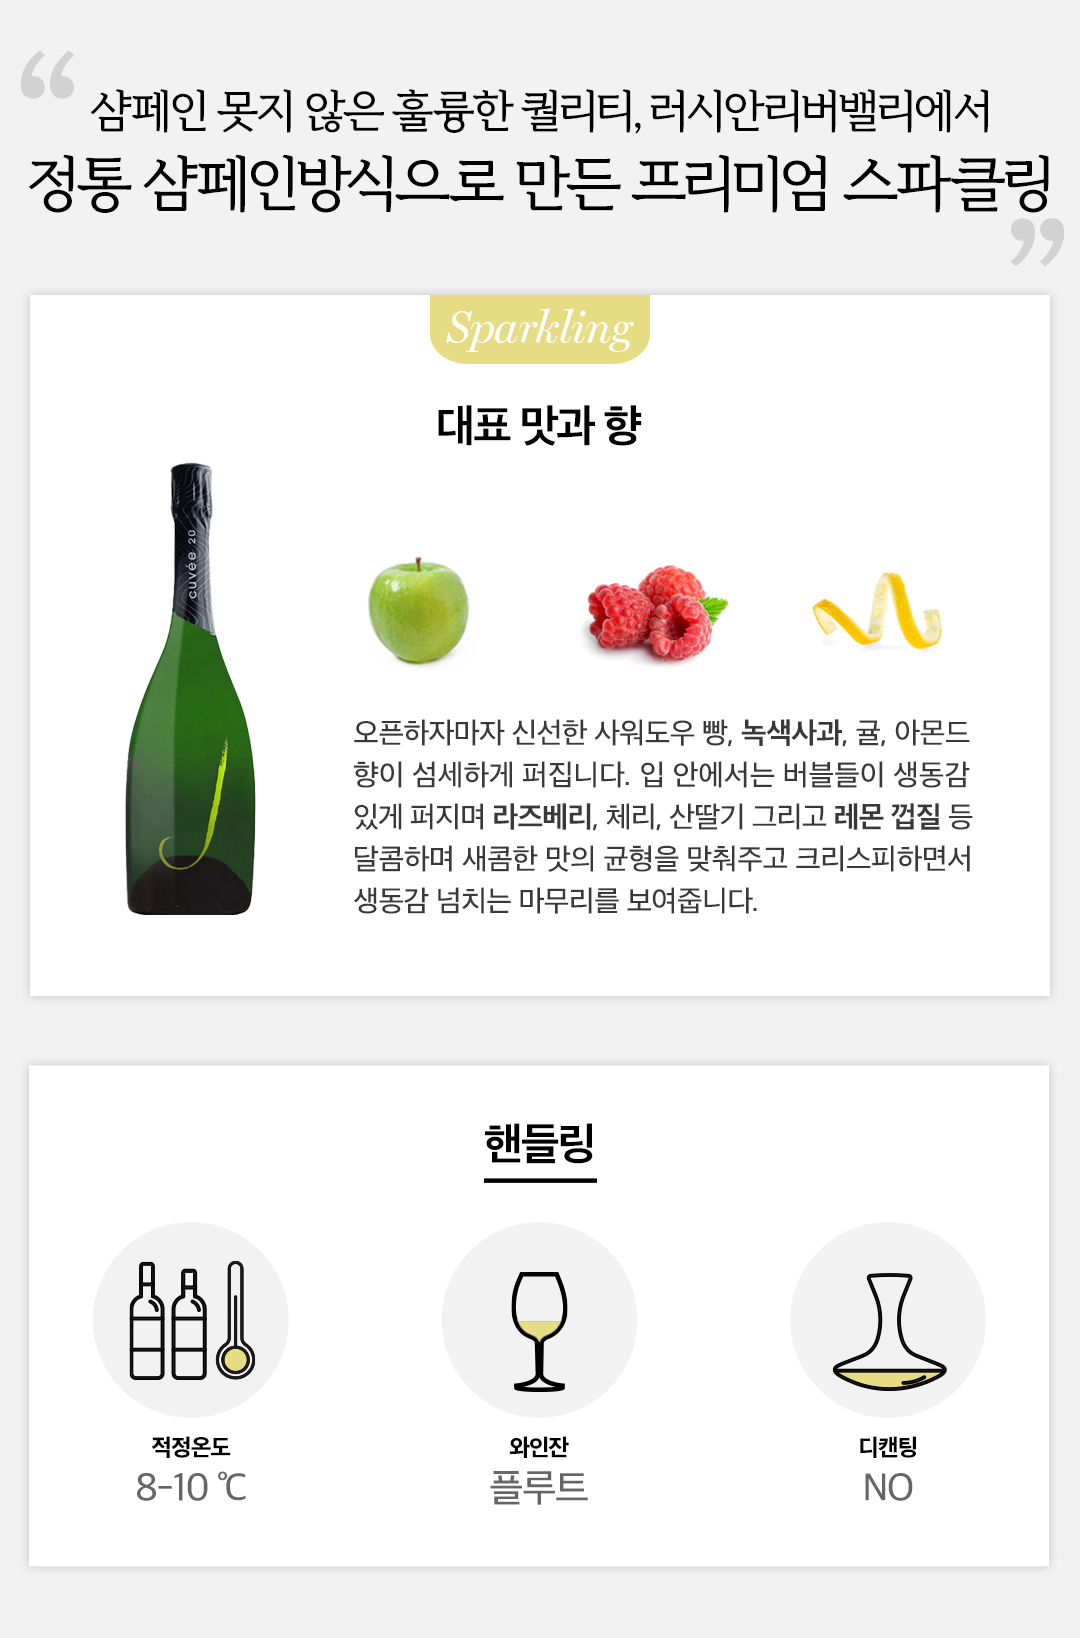 “
샴페인 못지 않은 훌륭한 퀄리티, 러시안리버밸리에서
정통 샴페인방식으로 만든 프리미엄 스파클링
”
Sparkling
대표 맛과 향
cuvée 20
J
오픈하자마자 신선한 사워도우 빵, 녹색사과, 귤, 아몬드
향이 섬세하게 퍼집니다. 입 안에서는 버블들이 생동감
있게 퍼지며 라즈베리, 체리, 산딸기 그리고 레몬 껍질 등
달콤하며 새콤한 맛의 균형을 맞춰주고 크리스피하면서
생동감 넘치는 마무리를 보여줍니다.
핸들링
적정온도
8-10 ℃
와인잔
플루트
디캔팅
NO